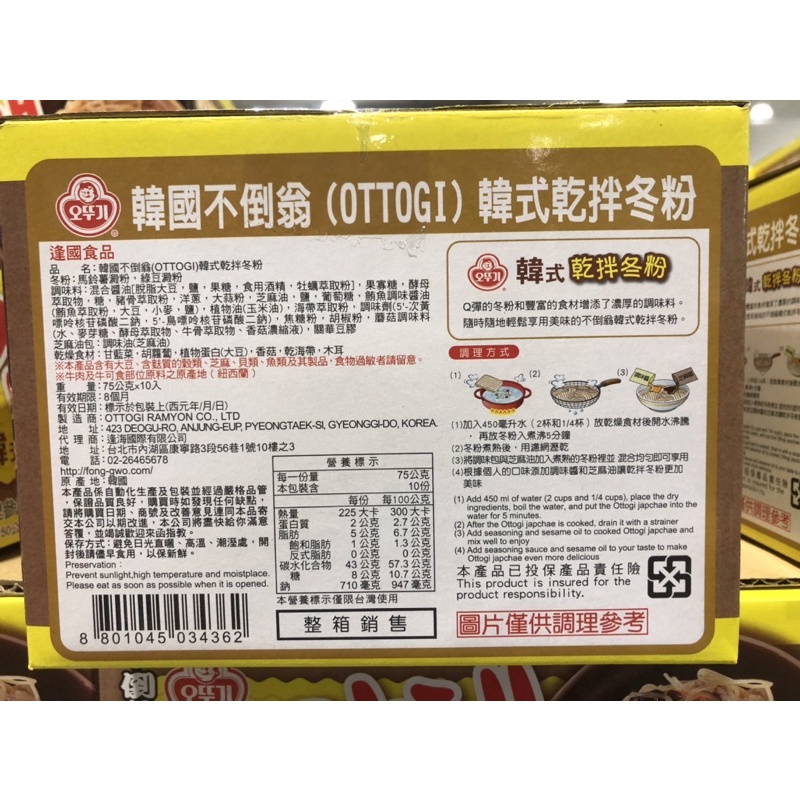 오뚜기
韓國不倒翁(OTTOGI)韓式乾拌冬粉
逢國食品
品　　名:韓國不倒翁(OTTOGI)韓式乾拌冬粉
冬粉:馬鈴薯澱粉,綠豆澱粉
調味料:混合醬油[脫脂大豆,鹽,果糖,食用酒精,牡蠣萃取粉],果寡糖,酵母
萃取物,糖,豬骨萃取粉,洋蔥,大蒜粉,芝麻油,鹽,葡萄糖,鮪魚調味醬油
(鮪魚萃取粉,大豆,小麥,鹽),植物油(玉米油),海帶萃取粉,調味劑(5'-次黃
嘌呤核苷磷酸二鈉,5'-鳥嘌呤核苷磷酸二鈉),焦糖粉,胡椒粉,蘑菇調味料
(水、麥芽糖、酵母萃取物、牛骨萃取物、香菇濃縮液),關華豆膠
芝麻油包:調味油(芝麻油)
乾燥食材:甘藍菜,胡蘿蔔,植物蛋白(大豆),香菇,乾海帶,木耳
※本產品含有大豆、含麩質的穀類、芝麻、貝類、魚類及其製品,食物過敏者請留意。
※牛肉及牛可食部位原料之原產地(紐西蘭)
重　　量:75公克×10入
有效期限:8個月
有效日期:標示於包裝上(西元年/月/日)
製 造 商:OTTOGI RAMYON CO., LTD
地　　址:423 DEOGU-RO, ANJUNG-EUP, PYEONGTAEK-SI, GYEONGGI-DO, KOREA.
代 理 商:逢海國際有限公司
地　　址:台北市內湖區康寧路3段56巷1號10樓之3
電　　話:02-26465678
http://fong-gwo.com/
原 產 地:韓國
本產品係自動化生產及包裝並經過嚴格品管
,保證品質良好,購買時如發現任何缺點,
請將購買日期、商號及改善意見連同本品寄
交本公司以期改進,本公司將盡快給你滿意
答覆,並竭誠歡迎來函指教。
保存方式:避免日光直曬、高溫、潮溼處,開
封後請儘早食用,以保新鮮。
Preservation:
Prevent sunlight,high temperature and moistplace.
Please eat as soon as possible when it is opened.
8 801045 034362
營養標示
每一份量 75公克
本包裝含 10份
每份 每100公克
熱量 225 大卡 300 大卡
蛋白質 2 公克 2.7 公克
脂肪 5 公克 6.7 公克
飽和脂肪 1 公克 1.3 公克
反式脂肪 0 公克 0 公克
碳水化合物 43 公克 57.3 公克
糖 8 公克 10.7 公克
鈉 710 毫克 947 毫克
本營養標示僅限台灣使用
整箱銷售
오뚜기 韓式乾拌冬粉
Q彈的冬粉和豐富的食材增添了濃厚的調味料。
隨時隨地輕鬆享用美味的不倒翁韓式乾拌冬粉。
調理方式
(1) (2) (3)
(1)加入450毫升水(2杯和1/4杯)放乾燥食材後開水沸騰
,再放冬粉入煮沸5分鐘
(2)冬粉煮熟後,用濾網瀝乾
(3)將調味包與芝麻油加入煮熟的冬粉裡並 混合均勻即可享用
(4)根據個人的口味添加調味醬和芝麻油讓乾拌冬粉更加
美味
(1) Add 450 ml of water (2 cups and 1/4 cups), place the dry
ingredients, boil the water, and put the Ottogi japchae into the
water for 5 minutes.
(2) After the Ottogi japchae is cooked, drain it with a strainer
(3) Add seasoning and sesame oil to cooked Ottogi Japchae and
mix well to enjoy
(4) Add seasoning sauce and sesame oil to your taste to make
Ottogi japchae even more delicious
本產品已投保產品責任險
This product is insured for the
product responsibility.
圖片僅供調理參考
式乾拌冬
乾拌冬粉
供調理參考
倒
오뚜기